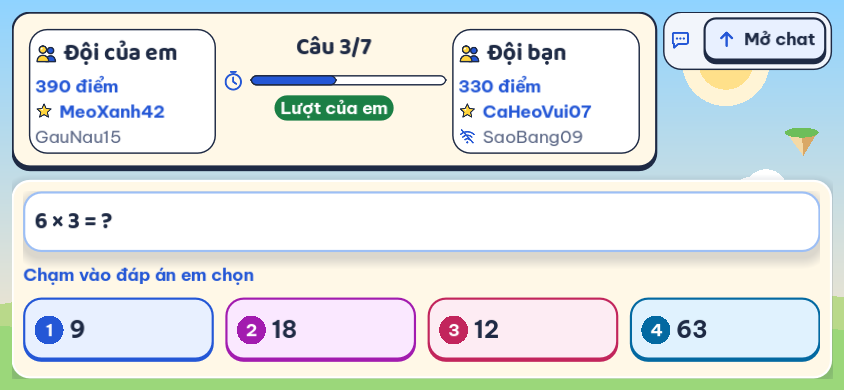 Đội của em
390 điểm
MeoXanh42
GauNau15
Câu 3/7
Lượt của em
Đội bạn
330 điểm
CaHeoVui07
SaoBang09
Mở chat
6 × 3 = ?
Chạm vào đáp án em chọn
1 9
2 18
3 12
4 63